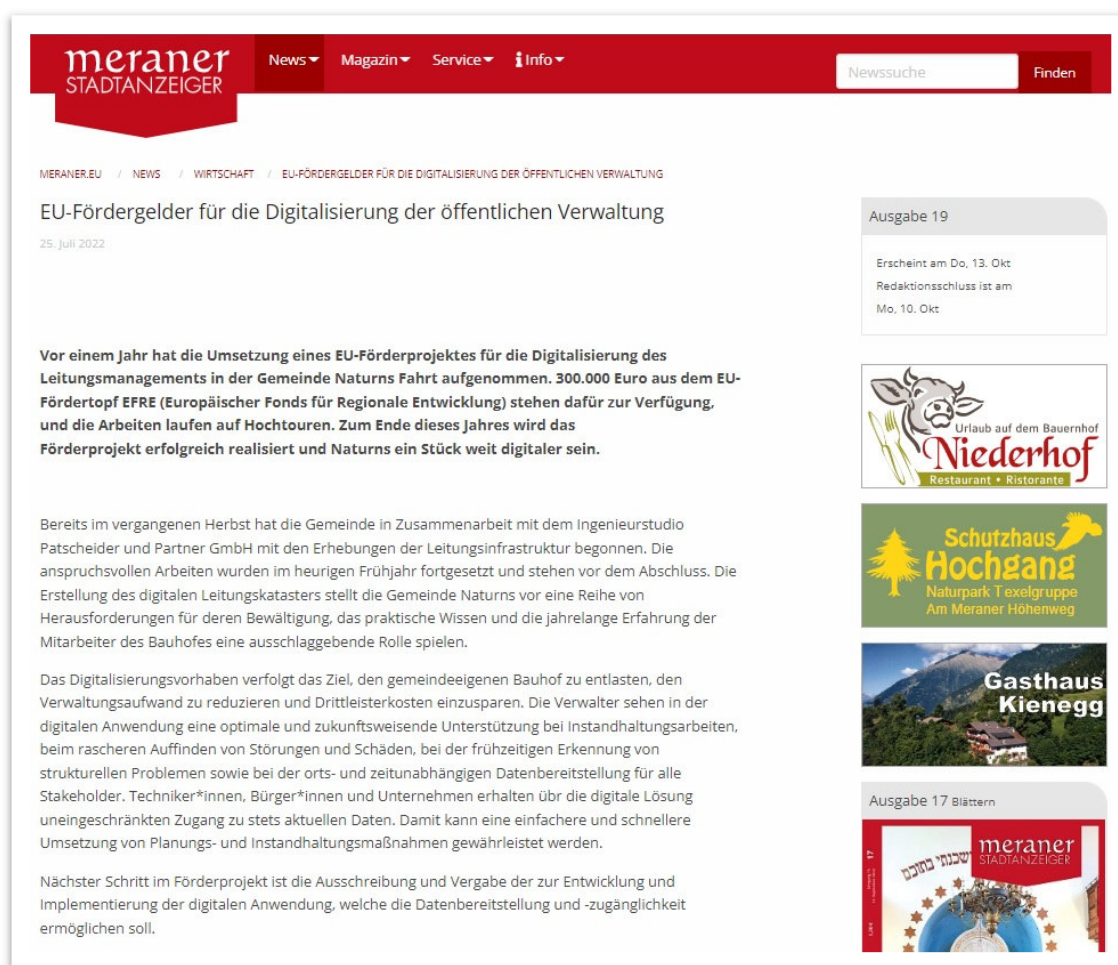 meraner
STADTANZEIGER
News
Magazin
Service
Info
Newssuche
Finden
MERANER.EU / NEWS / WIRTSCHAFT / EU-FÖRDERGELDER FÜR DIE DIGITALISIERUNG DER ÖFFENTLICHEN VERWALTUNG
EU-Fördergelder für die Digitalisierung der öffentlichen Verwaltung
25. Juli 2022
Vor einem Jahr hat die Umsetzung eines EU-Förderprojektes für die Digitalisierung des
Leitungsmanagements in der Gemeinde Naturns Fahrt aufgenommen. 300.000 Euro aus dem EU-
Fördertopf EFRE (Europäischer Fonds für Regionale Entwicklung) stehen dafür zur Verfügung,
und die Arbeiten laufen auf Hochtouren. Zum Ende dieses Jahres wird das
Förderprojekt erfolgreich realisiert und Naturns ein Stück weit digitaler sein.
Bereits im vergangenen Herbst hat die Gemeinde in Zusammenarbeit mit dem Ingenieurstudio
Patscheider und Partner GmbH mit den Erhebungen der Leitungsinfrastruktur begonnen. Die
anspruchsvollen Arbeiten wurden im heurigen Frühjahr fortgesetzt und stehen vor dem Abschluss. Die
Erstellung des digitalen Leitungskatasters stellt die Gemeinde Naturns vor eine Reihe von
Herausforderungen für deren Bewältigung, das praktische Wissen und die jahrelange Erfahrung der
Mitarbeiter des Bauhofes eine ausschlaggebende Rolle spielen.
Das Digitalisierungsvorhaben verfolgt das Ziel, den gemeindeeigenen Bauhof zu entlasten, den
Verwaltungsaufwand zu reduzieren und Drittleisterkosten einzusparen. Die Verwalter sehen in der
digitalen Anwendung eine optimale und zukunftsweisende Unterstützung bei Instandhaltungsarbeiten,
beim rascheren Auffinden von Störungen und Schäden, bei der frühzeitigen Erkennung von
strukturellen Problemen sowie bei der orts- und zeitunabhängigen Datenbereitstellung für alle
Stakeholder. Techniker*innen, Bürger*innen und Unternehmen erhalten übr die digitale Lösung
uneingeschränkten Zugang zu stets aktuellen Daten. Damit kann eine einfachere und schnellere
Umsetzung von Planungs- und Instandhaltungsmaßnahmen gewährleistet werden.
Nächster Schritt im Förderprojekt ist die Ausschreibung und Vergabe der zur Entwicklung und
Implementierung der digitalen Anwendung, welche die Datenbereitstellung und -zugänglichkeit
ermöglichen soll.
Ausgabe 19
Erscheint am Do, 13. Okt
Redaktionsschluss ist am
Mo, 10. Okt
Urlaub auf dem Bauernhof
Niederhof
Restaurant • Ristorante
Schutzhaus
Hochgang
Naturpark Texelgruppe
Am Meraner Höhenweg
Gasthaus
Kienegg
Ausgabe 17 Blättern
17
meraner
STADTANZEIGER